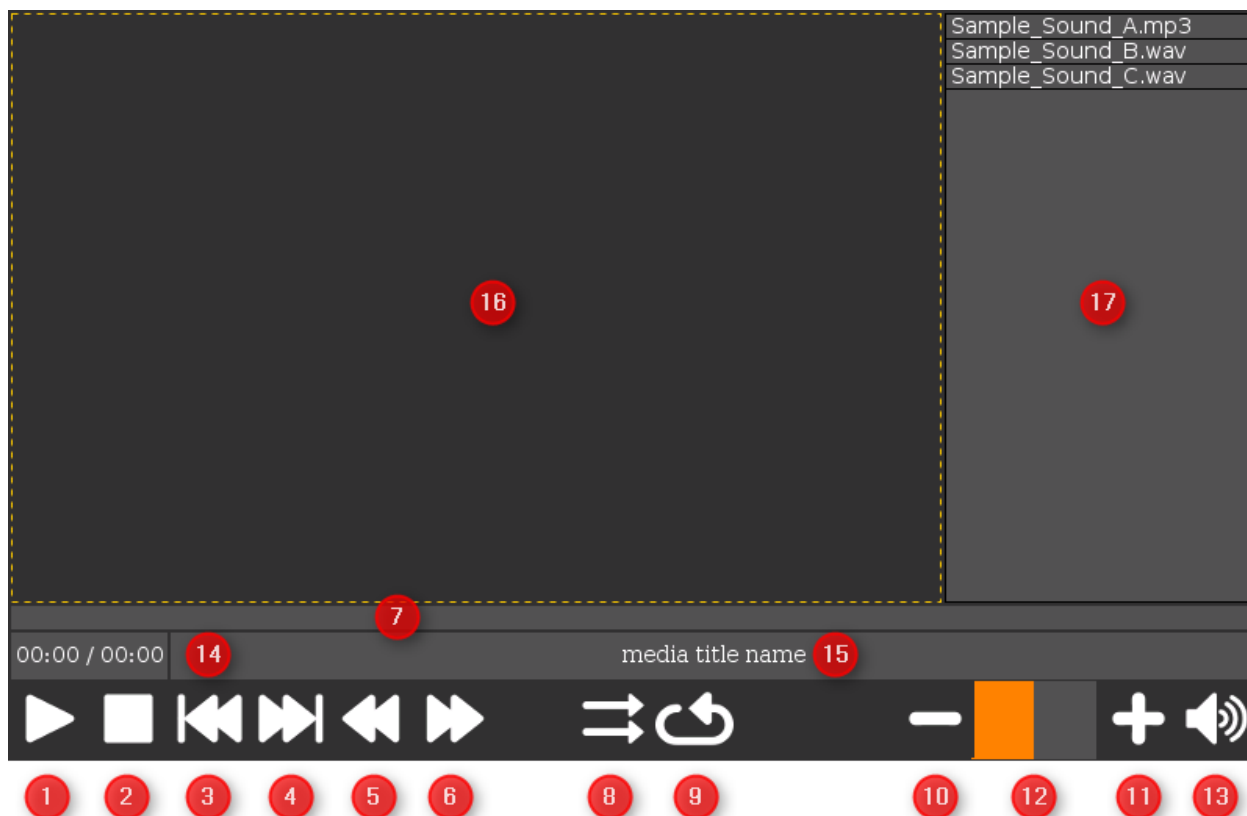 Sample_Sound_A.mp3
Sample_Sound_B.wav
Sample_Sound_C.wav
16
17
7
00:00 / 00:00 14 media title name 15
1 2 3 4 5 6 8 9 10 12 11 13